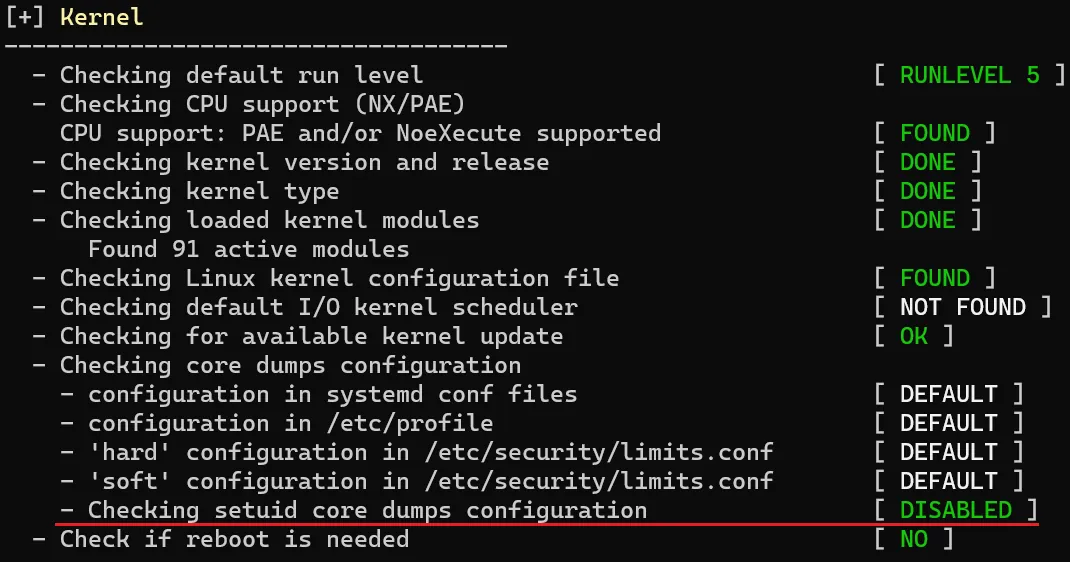 [+] Kernel
------------------------------------
- Checking default run level [ RUNLEVEL 5 ]
- Checking CPU support (NX/PAE)
CPU support: PAE and/or NoeXecute supported [ FOUND ]
- Checking kernel version and release [ DONE ]
- Checking kernel type [ DONE ]
- Checking loaded kernel modules [ DONE ]
Found 91 active modules
- Checking Linux kernel configuration file [ FOUND ]
- Checking default I/O kernel scheduler [ NOT FOUND ]
- Checking for available kernel update [ OK ]
- Checking core dumps configuration
- configuration in systemd conf files [ DEFAULT ]
- configuration in /etc/profile [ DEFAULT ]
- 'hard' configuration in /etc/security/limits.conf [ DEFAULT ]
- 'soft' configuration in /etc/security/limits.conf [ DEFAULT ]
- Checking setuid core dumps configuration [ DISABLED ]
- Check if reboot is needed [ NO ]